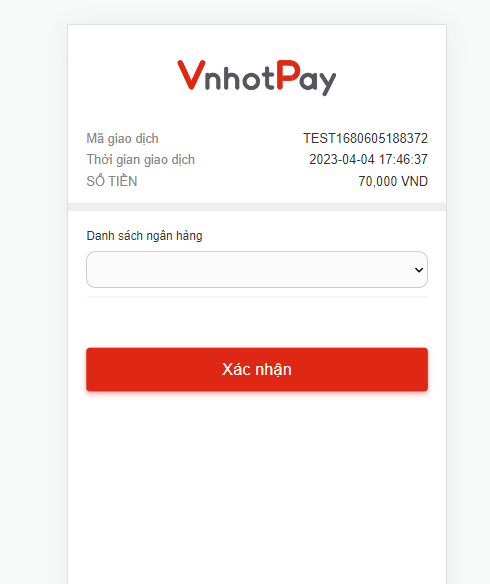 VnhotPay
Mã giao dịch TEST1680605188372
Thời gian giao dịch 2023-04-04 17:46:37
SỐ TIỀN 70,000 VND
Danh sách ngân hàng
Xác nhận